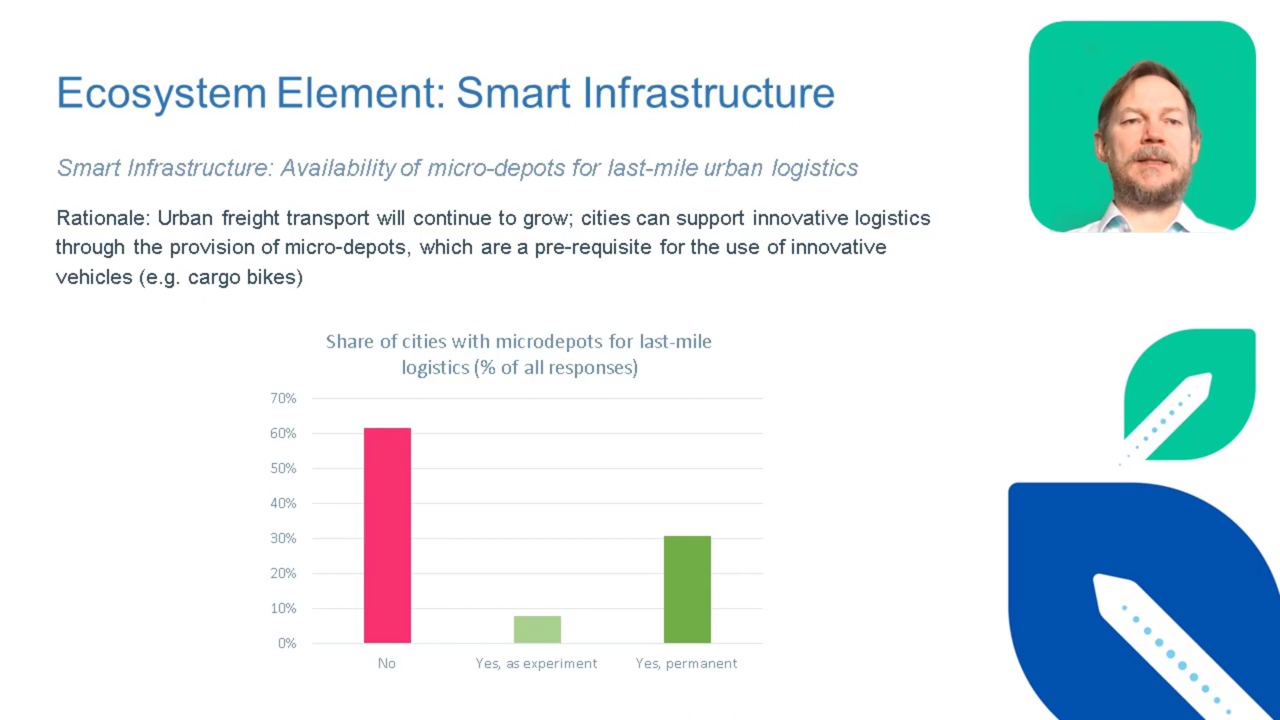 Ecosystem Element: Smart Infrastructure
Smart Infrastructure: Availability of micro-depots for last-mile urban logistics
Rationale: Urban freight transport will continue to grow; cities can support innovative logistics
through the provision of micro-depots, which are a pre-requisite for the use of innovative
vehicles (e.g. cargo bikes)
Share of cities with microdepots for last-mile
logistics (% of all responses)
70%
60%
50%
40%
30%
20%
10%
0%
No
Yes, as experiment
Yes, permanent